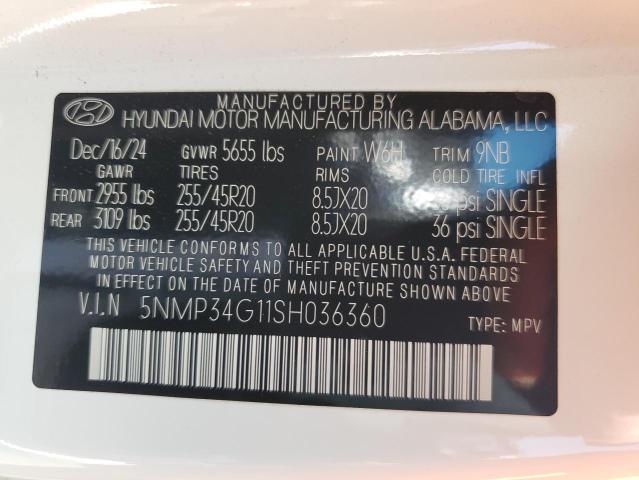 MANUFACTURED BY
HYUNDAI MOTOR MANUFACTURING ALABAMA, LLC
Dec/16/24 GVWR 5655 lbs PAINT W6H TRIM 9NB
GAWR TIRES RIMS COLD TIRE INFL
FRONT 2955 lbs 255/45R20 8.5JX20 psi SINGLE
REAR 3109 lbs 255/45R20 8.5JX20 36 psi SINGLE
THIS VEHICLE CONFORMS TO ALL APPLICABLE U.S.A. FEDERAL
MOTOR VEHICLE SAFETY AND THEFT PREVENTION STANDARDS
IN EFFECT ON THE DATE OF MANUFACTURE SHOWN ABOVE.
V.I.N 5NMP34G11SH036360 TYPE: MPV